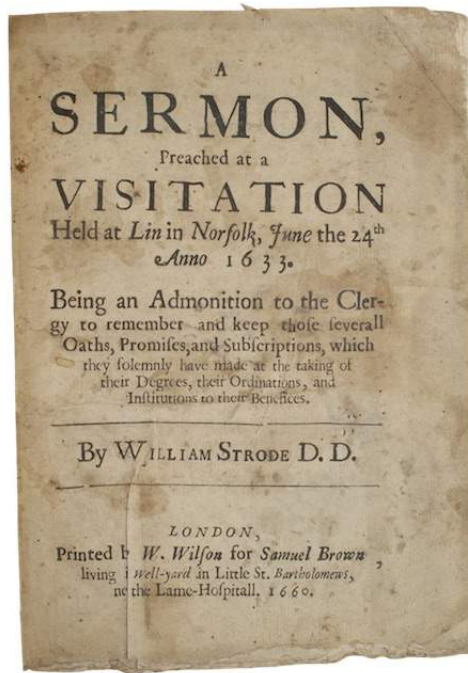 A
SERMON,
Preached at a
VISITATION
Held at Lin in Norfolk, June the 24th
Anno 1633.
Being an Admonition to the Cler-
gy to remember and keep those severall
Oaths, Promises, and Subscriptions, which
they solemnly have made at the taking of
their Degrees, their Ordinations, and
Institutions to their Benefices.
By WILLIAM STRODE D. D.
LONDON,
Printed b W. Wilson for Samuel Brown,
living i Well-yard in Little St. Bartholomews,
ne the Lame-Hospitall. 1660.